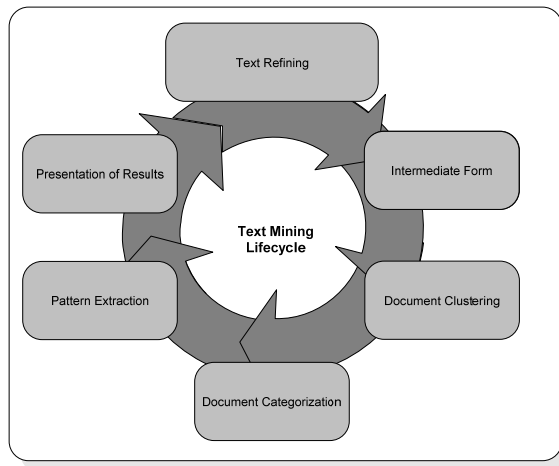 Text Refining
Presentation of Results
Intermediate Form
Text Mining
Lifecycle
Pattern Extraction
Document Clustering
Document Categorization